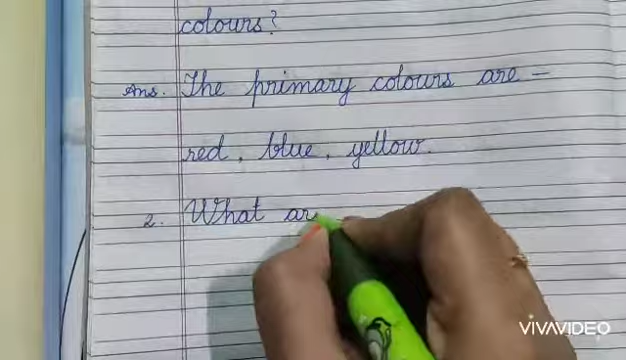 colours?
Ans. The primary colours are –
red, blue, yellow.
2. What ar
VIVAVIDEO